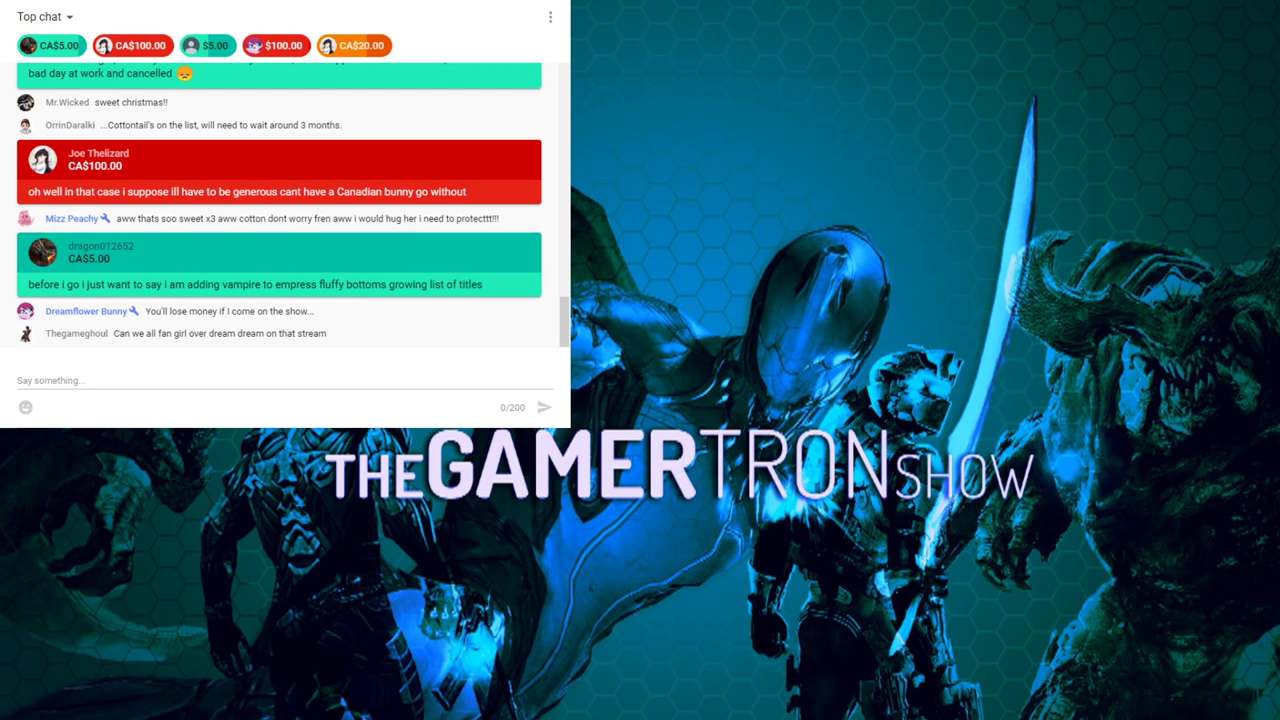 Top chat
CA$5.00 CA$100.00 $5.00 $100.00 CA$20.00
bad day at work and cancelled
Mr.Wicked sweet christmas!!
OrrinDaralki ...Cottontail's on the list, will need to wait around 3 months.
Joe Thelizard
CA$100.00
oh well in that case i suppose ill have to be generous cant have a Canadian bunny go without
Mizz Peachy aww thats soo sweet x3 aww cotton dont worry fren aww i would hug her i need to protecttt!!!
dragon012652
CA$5.00
before i go i just want to say i am adding vampire to empress fluffy bottoms growing list of titles
Dreamflower Bunny You'll lose money if I come on the show...
Thegameghoul Can we all fan girl over dream dream on that stream
Say something...
0/200
THEGAMERTRONSHOW